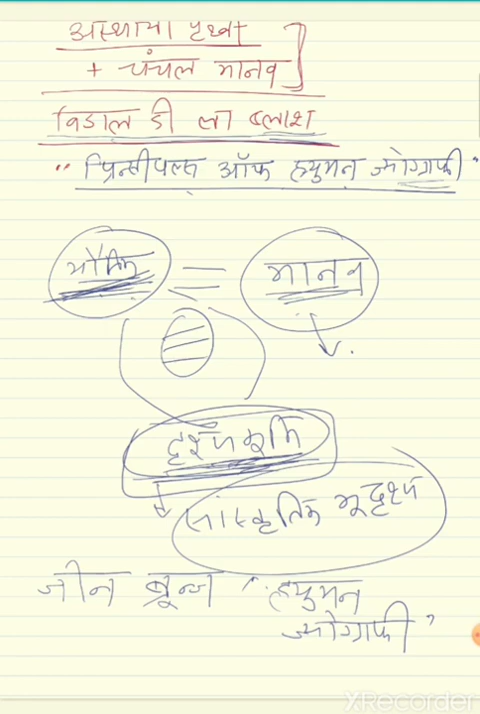 अस्थायी पृथ्वी
+ चंचल मानव
विडाल डी ला ब्लाश
"प्रिन्सीपल्स ऑफ ह्युमन ज्योग्राफी"
भौमि = मानव
दृश्यभूमि
सांस्कृतिक भूदृश्य
जीन ब्रून्ज "ह्युमन
ज्योग्राफी"
XRecorder